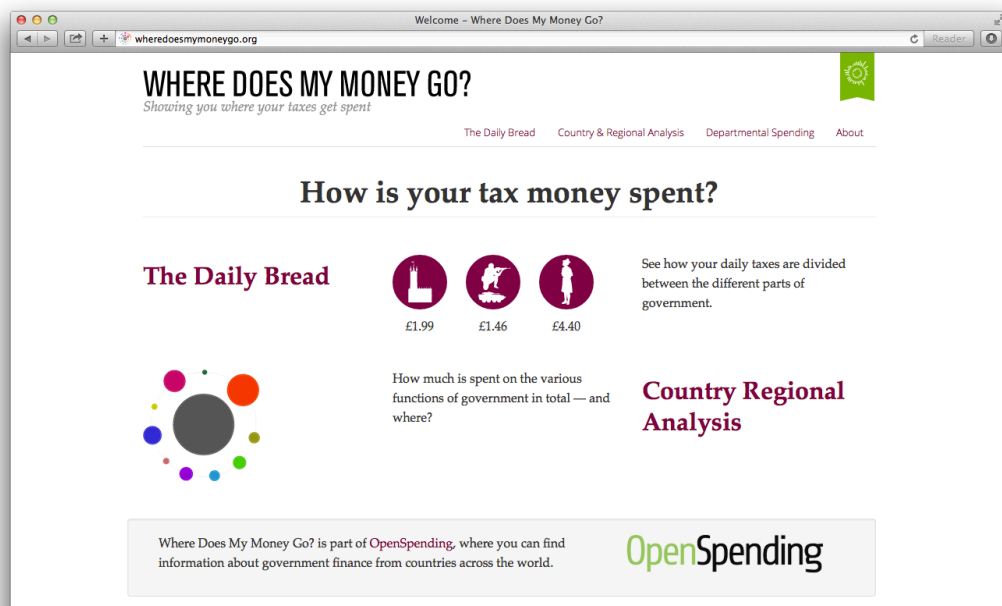 Welcome – Where Does My Money Go?
wheredoesmymoneygo.org
Reader
WHERE DOES MY MONEY GO?
Showing you where your taxes get spent
The Daily Bread
Country & Regional Analysis
Departmental Spending
About
How is your tax money spent?
The Daily Bread
£1.99
£1.46
£4.40
See how your daily taxes are divided
between the different parts of
government.
How much is spent on the various
functions of government in total — and
where?
Country Regional
Analysis
Where Does My Money Go? is part of OpenSpending, where you can find
information about government finance from countries across the world.
OpenSpending